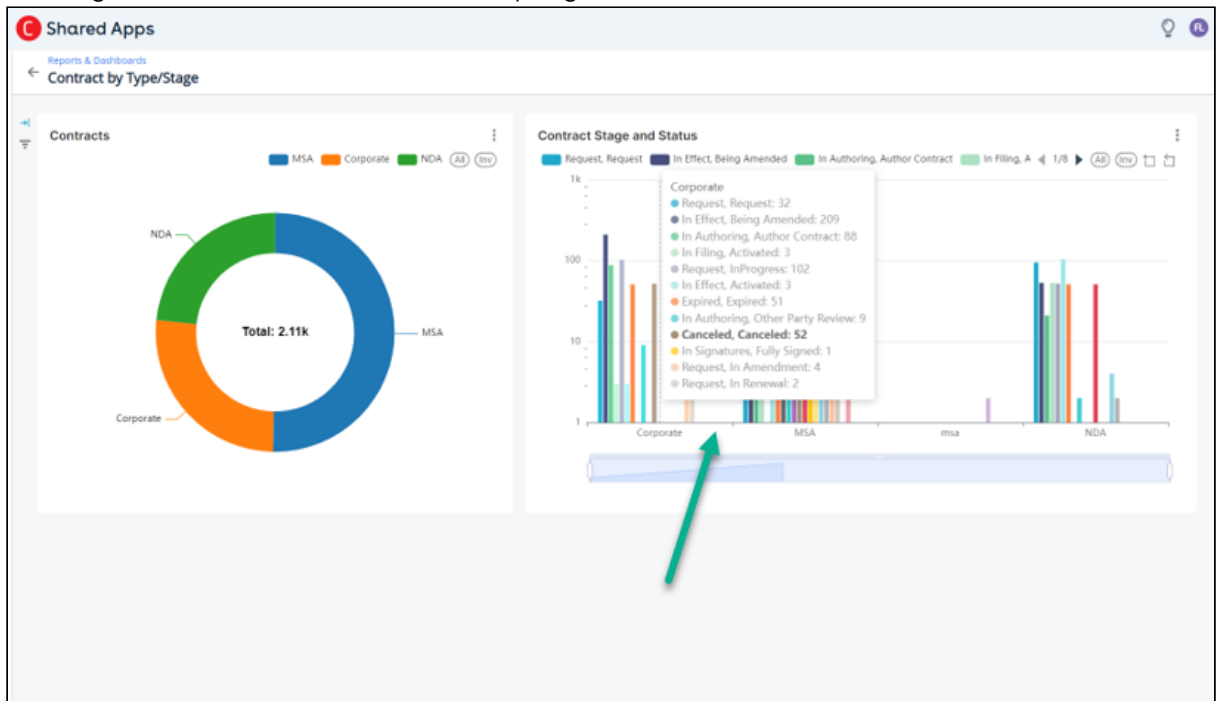 C Shared Apps
FL
Reports & Dashboards
Contract by Type/Stage
Contracts
MSA Corporate NDA All Inv
NDA
Total: 2.11k
MSA
Corporate
Contract Stage and Status
Request, Request In Effect, Being Amended In Authoring, Author Contract In Filing, A 1/8 All Inv
1k
100
10
1
Corporate
Request, Request: 32
In Effect, Being Amended: 209
In Authoring, Author Contract: 88
In Filing, Activated: 3
Request, InProgress: 102
In Effect, Activated: 3
Expired, Expired: 51
In Authoring, Other Party Review: 9
Canceled, Canceled: 52
In Signatures, Fully Signed: 1
Request, In Amendment: 4
Request, In Renewal: 2
Corporate MSA msa NDA